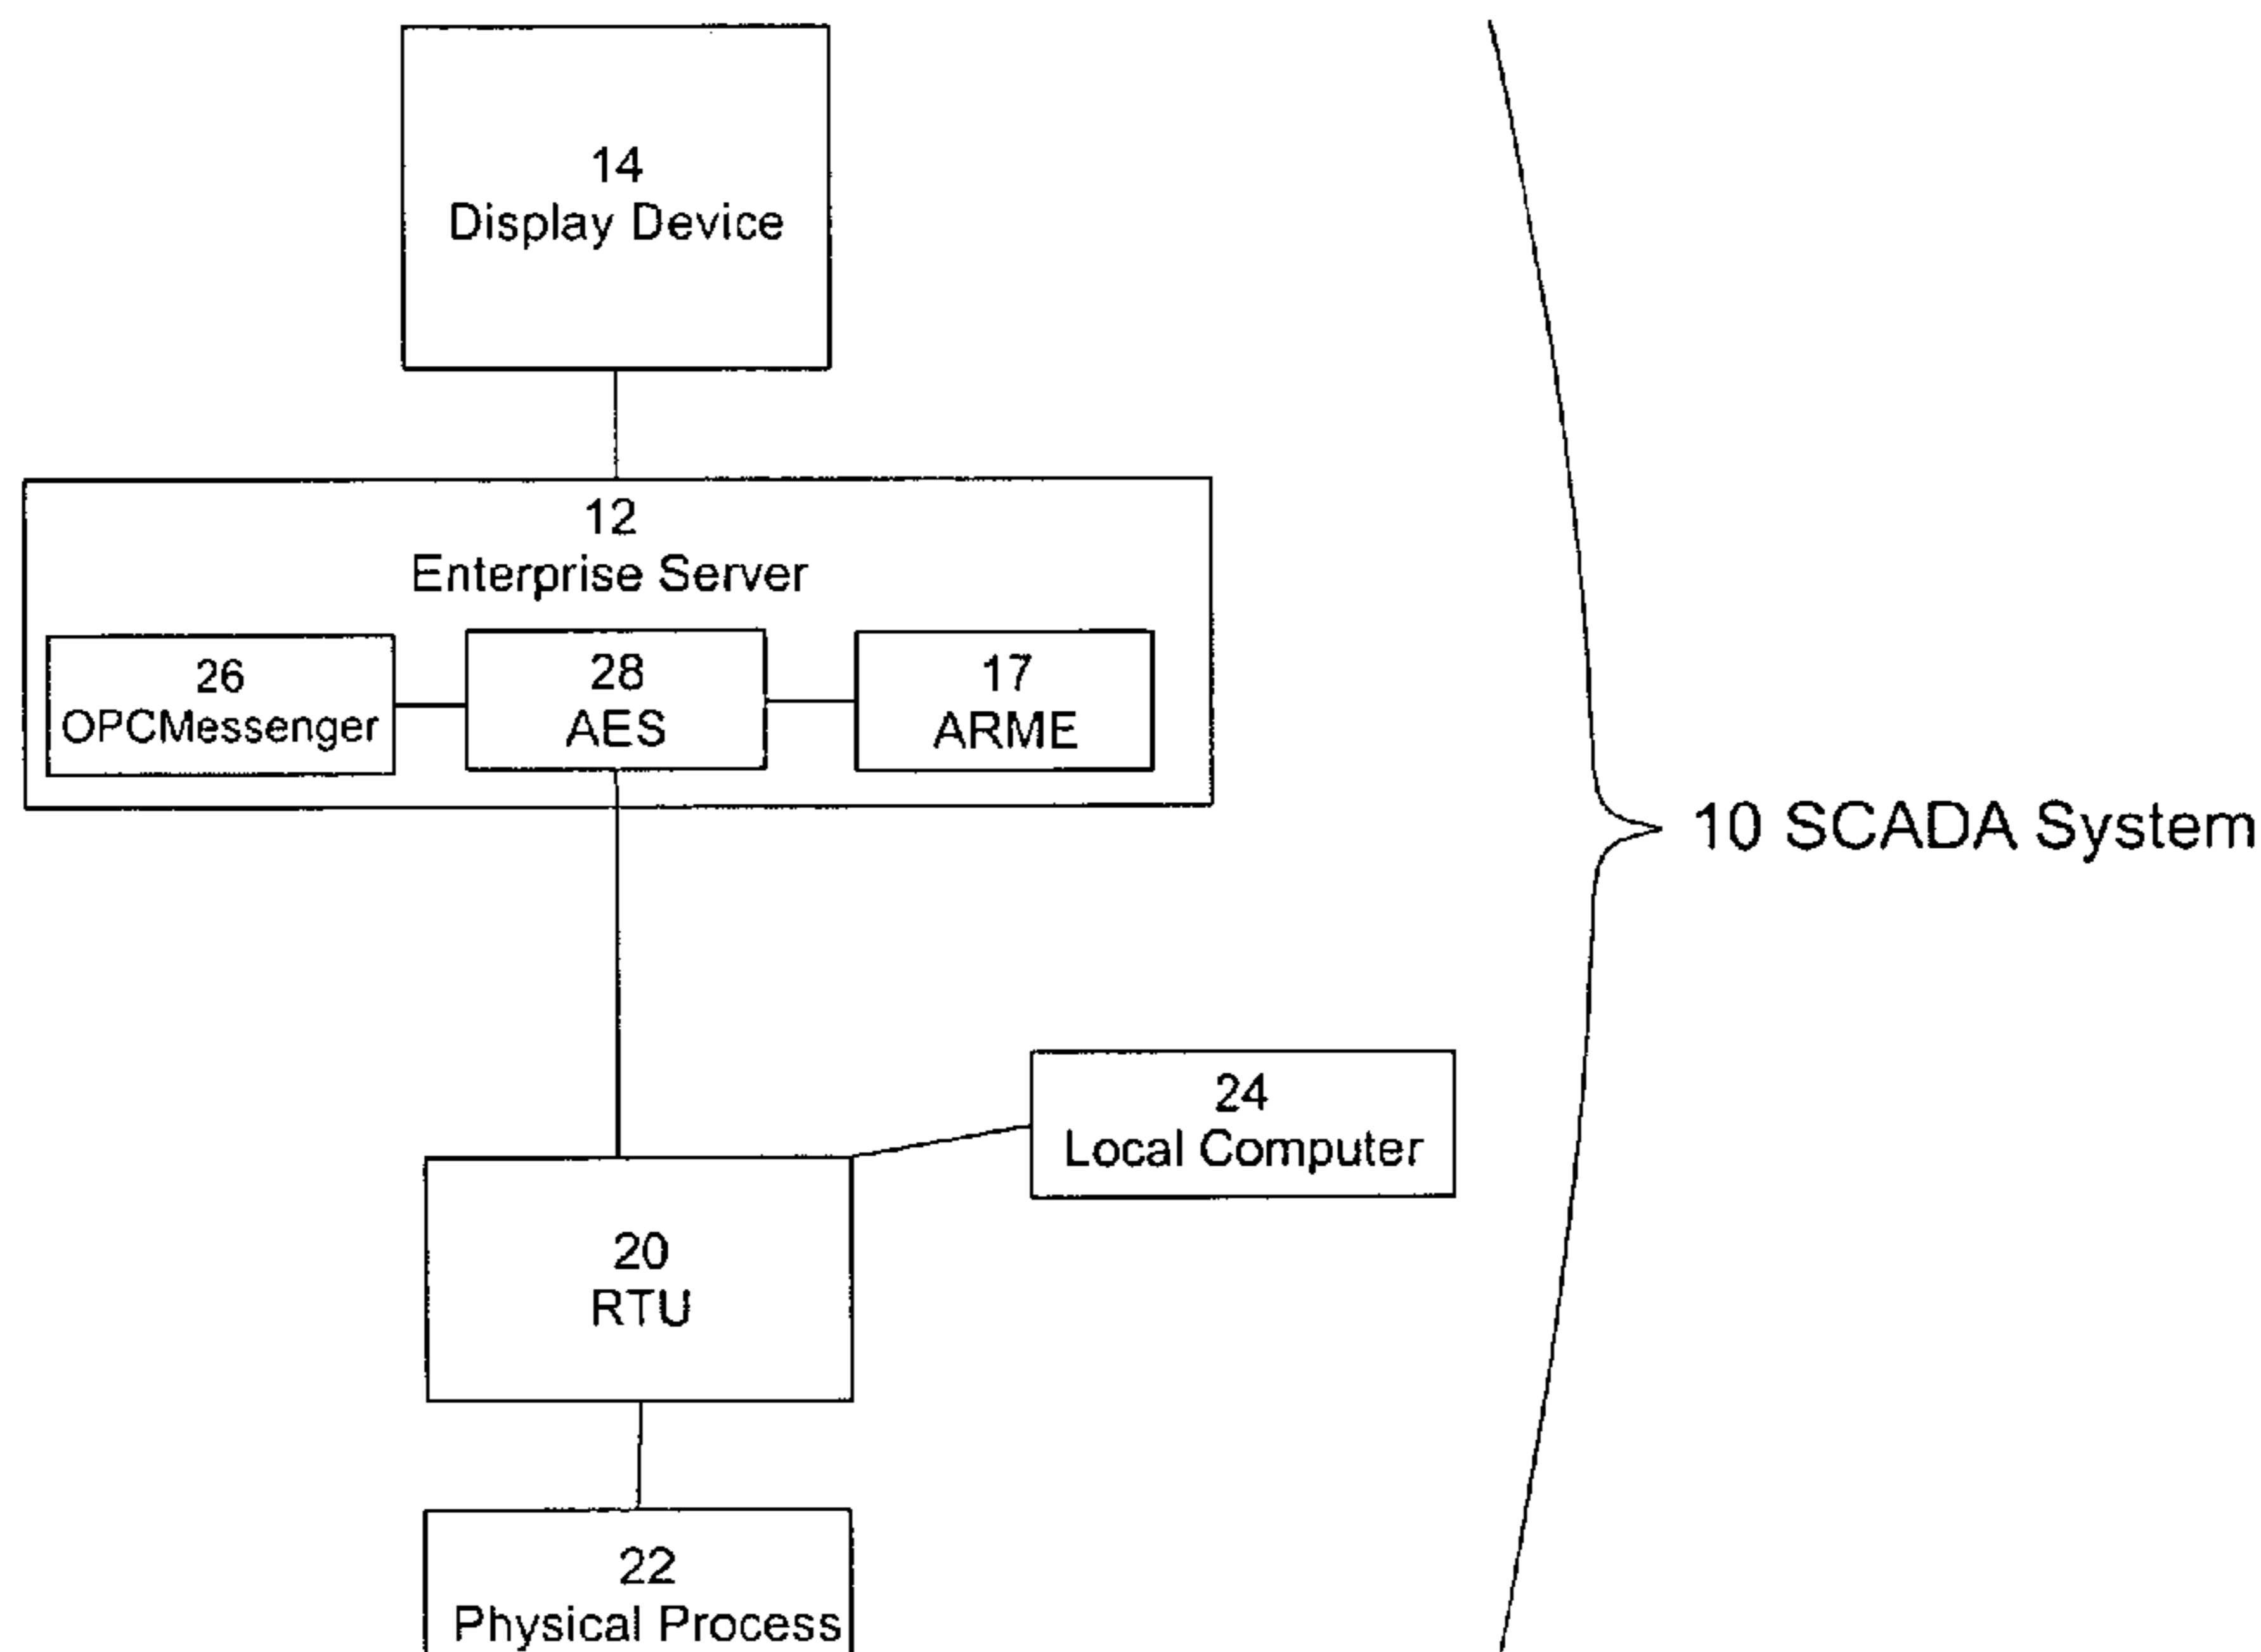 14
Display Device
12
Enterprise Server
26
OPCMessenger
28
AES
17
ARME
10 SCADA System
24
Local Computer
20
RTU
22
Physical Process